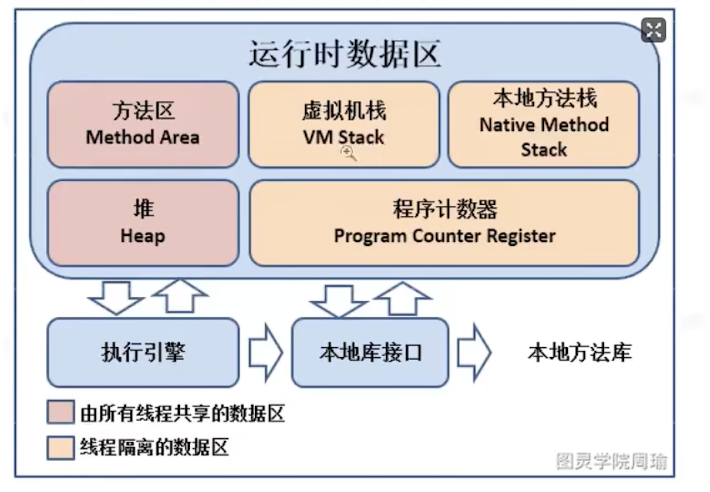 运行时数据区
方法区
Method Area
虚拟机栈
VM Stack
本地方法栈
Native Method
Stack
堆
Heap
程序计数器
Program Counter Register
执行引擎
本地库接口
本地方法库
由所有线程共享的数据区
线程隔离的数据区
图灵学院周瑜